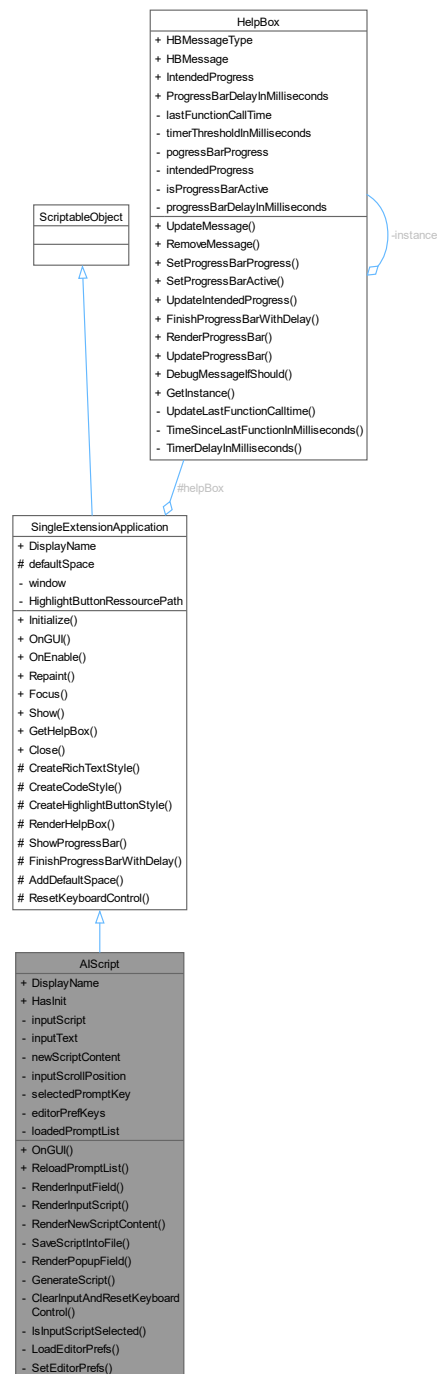 HelpBox
+ HBMessageType
+ HBMessage
+ IntendedProgress
+ ProgressBarDelayInMilliseconds
- lastFunctionCallTime
- timerThresholdInMilliseconds
- pogressBarProgress
- intendedProgress
- isProgressBarActive
- progressBarDelayInMilliseconds
+ UpdateMessage()
+ RemoveMessage()
+ SetProgressBarProgress()
+ SetProgressBarActive()
+ UpdateIntendedProgress()
+ FinishProgressBarWithDelay()
+ RenderProgressBar()
+ UpdateProgressBar()
+ DebugMessageIfShould()
+ GetInstance()
- UpdateLastFunctionCalltime()
- TimeSinceLastFunctionInMilliseconds()
- TimerDelayInMilliseconds()
-instance
ScriptableObject
#helpBox
SingleExtensionApplication
+ DisplayName
# defaultSpace
- window
- HighlightButtonRessourcePath
+ Initialize()
+ OnGUI()
+ OnEnable()
+ Repaint()
+ Focus()
+ Show()
+ GetHelpBox()
+ Close()
# CreateRichTextStyle()
# CreateCodeStyle()
# CreateHighlightButtonStyle()
# RenderHelpBox()
# ShowProgressBar()
# FinishProgressBarWithDelay()
# AddDefaultSpace()
# ResetKeyboardControl()
AIScript
+ DisplayName
+ HasInit
- inputScript
- inputText
- newScriptContent
- inputScrollPosition
- selectedPromptKey
- editorPrefKeys
- loadedPromptList
+ OnGUI()
+ ReloadPromptList()
- RenderInputField()
- RenderInputScript()
- RenderNewScriptContent()
- SaveScriptIntoFile()
- RenderPopupField()
- GenerateScript()
- ClearInputAndResetKeyboard
Control()
- IsInputScriptSelected()
- LoadEditorPrefs()
- SetEditorPrefs()